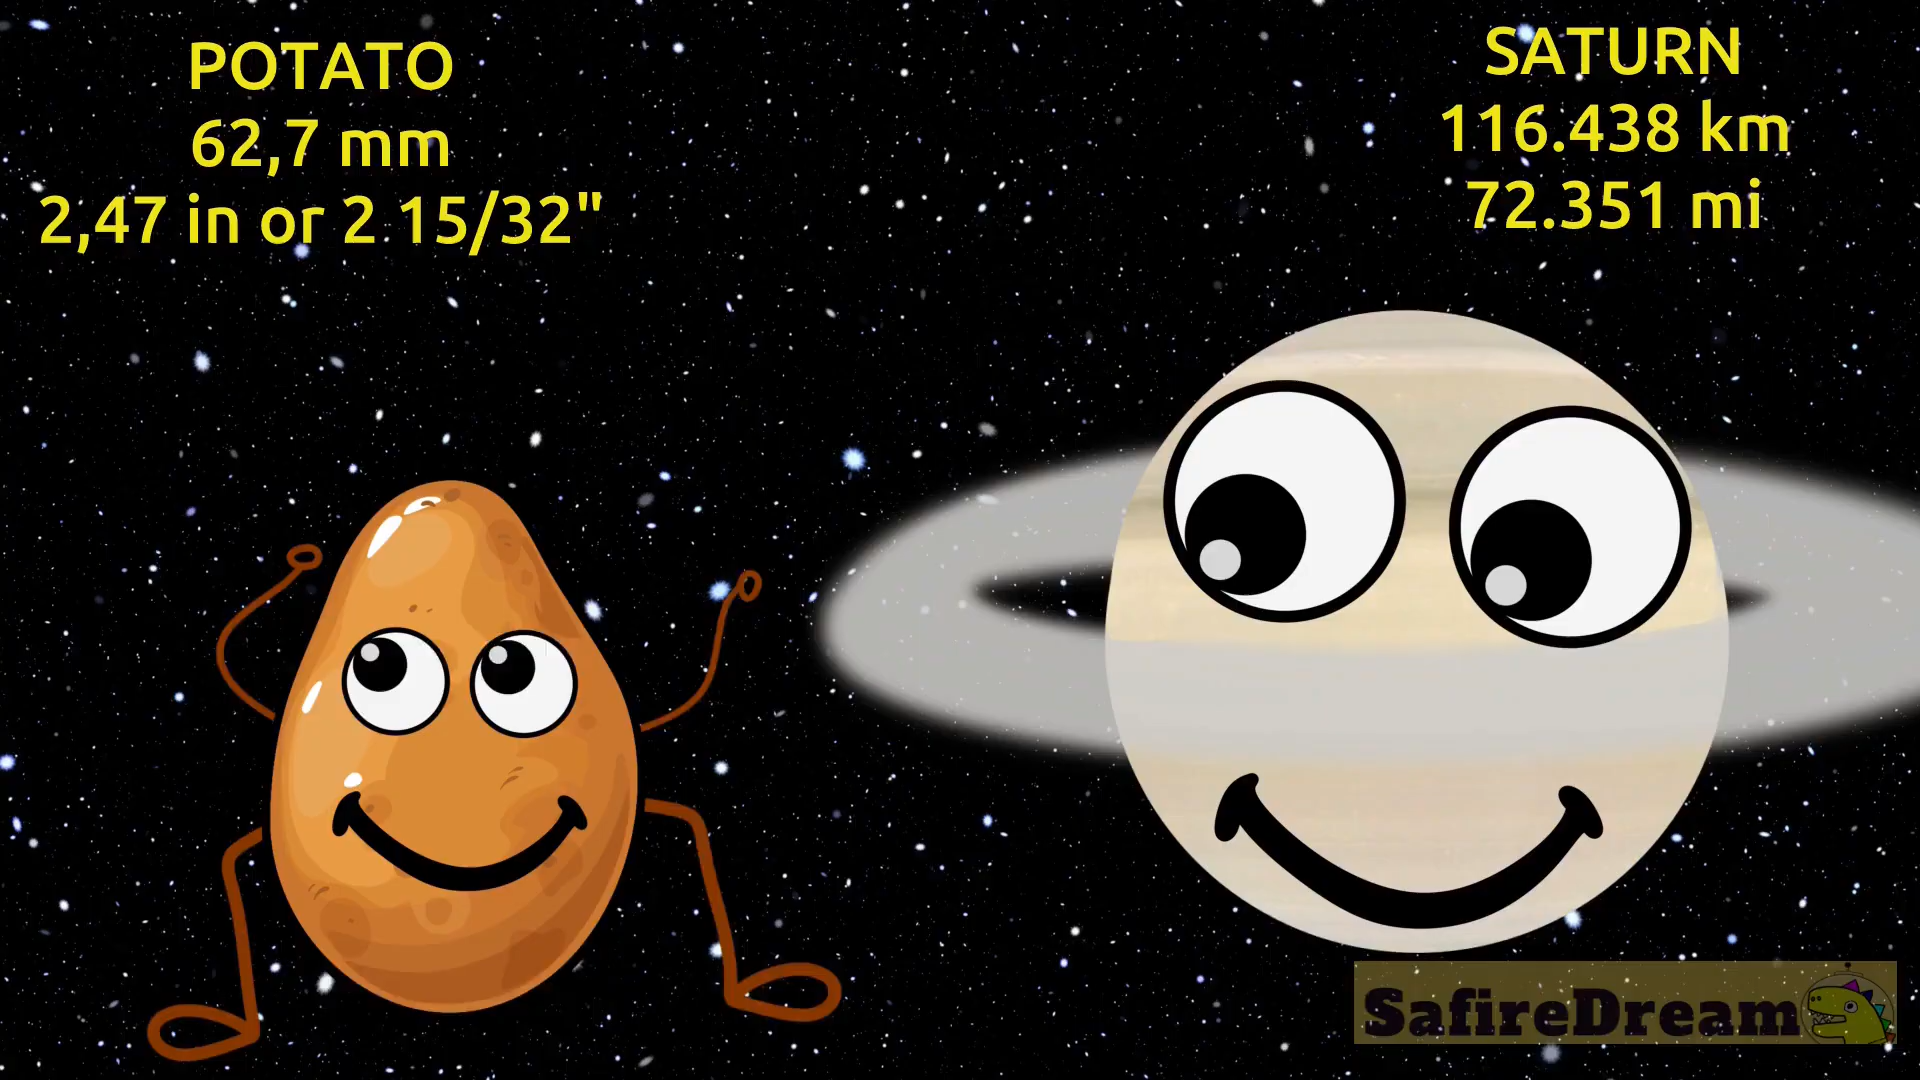 POTATO
62,7 mm
2,47 in or 2 15/32"
SATURN
116.438 km
72.351 mi
SafireDream